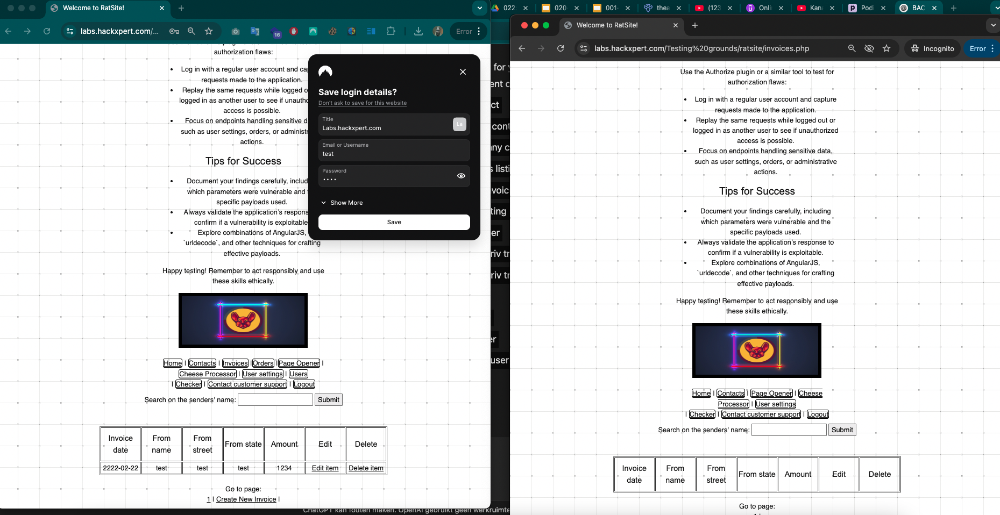 Welcome to RatSite!
labs.hackxpert.com/...
16
Error
authorization flaws:
Log in with a regular user account and cap
requests made to the application.
Replay the same requests while logged o
logged in as another user to see if unautho
access is possible.
Focus on endpoints handling sensitive da
such as user settings, orders, or administr
actions.
Tips for Success
Document your findings carefully, includ
which parameters were vulnerable and t
specific payloads used.
Always validate the application's respons
confirm if a vulnerability is exploitable
Explore combinations of AngularJS,
`urldecode`, and other techniques for crafting
effective payloads.
Happy testing! Remember to act responsibly and use
these skills ethically.
Home | Contacts | Invoices | Orders | Page Opener |
Cheese Processor | User settings | Users
| Checker | Contact customer support | Logout
Search on the senders' name: Submit
Invoice date From name From street From state Amount Edit Delete
2222-02-22 test test test 1234 Edit item Delete item
Go to page:
1 | Create New Invoice |
Save login details?
Don't ask to save for this website
Title
Labs.hackxpert.com
La
Email or Username
test
Password
••••
Show More
Save
022
020
001-
thea
(123
Onli
Kana
Podi
BAC
for y
ent c
ct
cont
ny c
s listi
voic
ting
er
riv tr
riv tr
er
user
ChatGPT kan fouten maken. OpenAI gebruikt geen werkruimte
Welcome to RatSite!
labs.hackxpert.com/Testing%20grounds/ratsite/invoices.php
Incognito
Error
Use the Authorize plugin or a similar tool to test for
authorization flaws:
Log in with a regular user account and capture
requests made to the application.
Replay the same requests while logged out or
logged in as another user to see if unauthorized
access is possible.
Focus on endpoints handling sensitive data,
such as user settings, orders, or administrative
actions.
Tips for Success
Document your findings carefully, including
which parameters were vulnerable and the
specific payloads used.
Always validate the application's response to
confirm if a vulnerability is exploitable.
Explore combinations of AngularJS,
`urldecode`, and other techniques for crafting
effective payloads.
Happy testing! Remember to act responsibly and use
these skills ethically.
Home | Contacts | Page Opener | Cheese
Processor | User settings
| Checker | Contact customer support | Logout
Search on the senders' name: Submit
Invoice date From name From street From state Amount Edit Delete
Go to page: